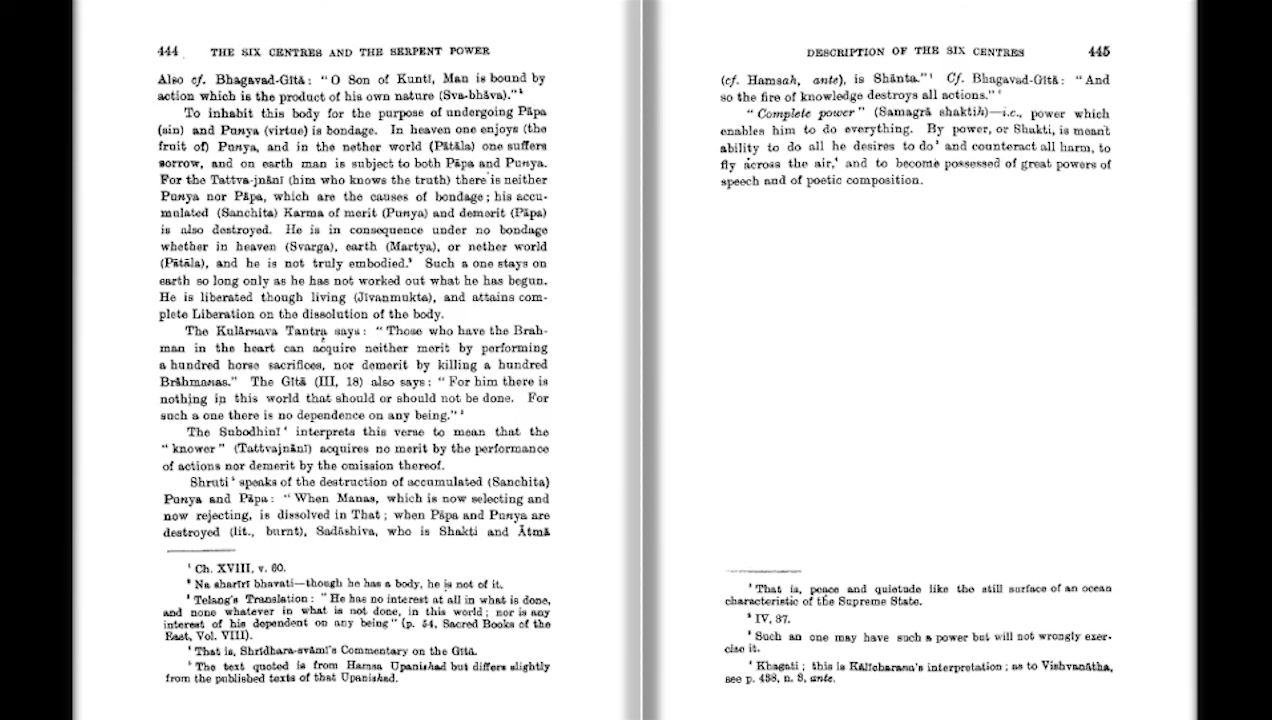 444 THE SIX CENTRES AND THE SERPENT POWER
Also cf. Bhagavad-Gītā: "O Son of Kuntī, Man is bound by
action which is the product of his own nature (Sva-bhāva)."¹
To inhabit this body for the purpose of undergoing Pāpa
(sin) and Punya (virtue) is bondage. In heaven one enjoys (the
fruit of) Punya, and in the nether world (Pātāla) one suffers
sorrow, and on earth man is subject to both Pāpa and Punya.
For the Tattva-jnānī (him who knows the truth) there is neither
Punya nor Pāpa, which are the causes of bondage; his accu-
mulated (Sanchita) Karma of merit (Punya) and demerit (Pāpa)
is also destroyed. He is in consequence under no bondage
whether in heaven (Svarga), earth (Martya), or nether world
(Pātāla), and he is not truly embodied.² Such a one stays on
earth so long only as he has not worked out what he has begun.
He is liberated though living (Jīvanmukta), and attains com-
plete Liberation on the dissolution of the body.
The Kulārnava Tantra says: "Those who have the Brah-
man in the heart can acquire neither merit by performing
a hundred horse sacrifices, nor demerit by killing a hundred
Brāhmanas." The Gītā (III, 18) also says: "For him there is
nothing in this world that should or should not be done. For
such a one there is no dependence on any being."³
The Subodhinī⁴ interprets this verse to mean that the
"knower" (Tattvajnānī) acquires no merit by the performance
of actions nor demerit by the omission thereof.
Shruti⁵ speaks of the destruction of accumulated (Sanchita)
Punya and Pāpa: "When Manas, which is now selecting and
now rejecting, is dissolved in That; when Pāpa and Punya are
destroyed (lit., burnt), Sadāshiva, who is Shakti and Ātmā
¹ Ch. XVIII, v. 60.
² Na sharīrī bhavati—though he has a body, he is not of it.
³ Telang's Translation: "He has no interest at all in what is done,
and none whatever in what is not done, in this world; nor is any
interest of his dependent on any being" (p. 54, Sacred Books of the
East, Vol. VIII).
⁴ That is, Shrīdhara-svāmī's Commentary on the Gītā.
⁵ The text quoted is from Hamsa Upanishad but differs slightly
from the published texts of that Upanishad.
DESCRIPTION OF THE SIX CENTRES 445
(cf. Hamsah, ante), is Shānta."¹ Cf. Bhagavad-Gītā: "And
so the fire of knowledge destroys all actions."²
"Complete power" (Samagrā shaktih)—i.e., power which
enables him to do everything. By power, or Shakti, is meant
ability to do all he desires to do³ and counteract all harm, to
fly across the air,⁴ and to become possessed of great powers of
speech and of poetic composition.
¹ That is, peace and quietude like the still surface of an ocean
characteristic of the Supreme State.
² IV, 37.
³ Such an one may have such a power but will not wrongly exer-
cise it.
⁴ Khagati; this is Kālīcharana's interpretation; as to Vishvanātha,
see p. 438, n. 8, ante.